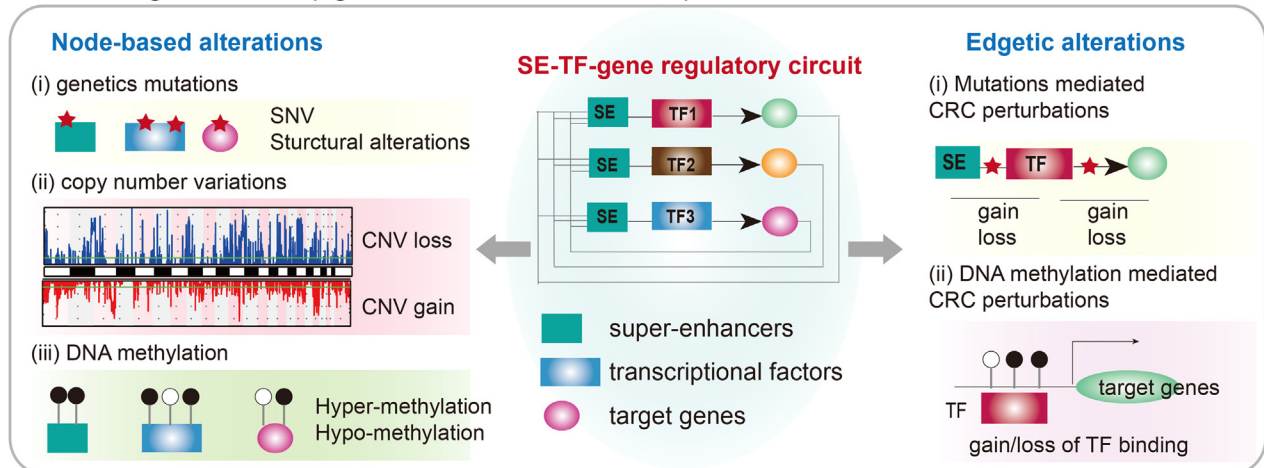 Node-based alterations
(i) genetics mutations
SNV
Sturctural alterations
(ii) copy number variations
CNV loss
CNV gain
(iii) DNA methylation
Hyper-methylation
Hypo-methylation
SE-TF-gene regulatory circuit
SE TF1
SE TF2
SE TF3
super-enhancers
transcriptional factors
target genes
Edgetic alterations
(i) Mutations mediated
CRC perturbations
SE TF
gain gain
loss loss
(ii) DNA methylation mediated
CRC perturbations
target genes
TF
gain/loss of TF binding